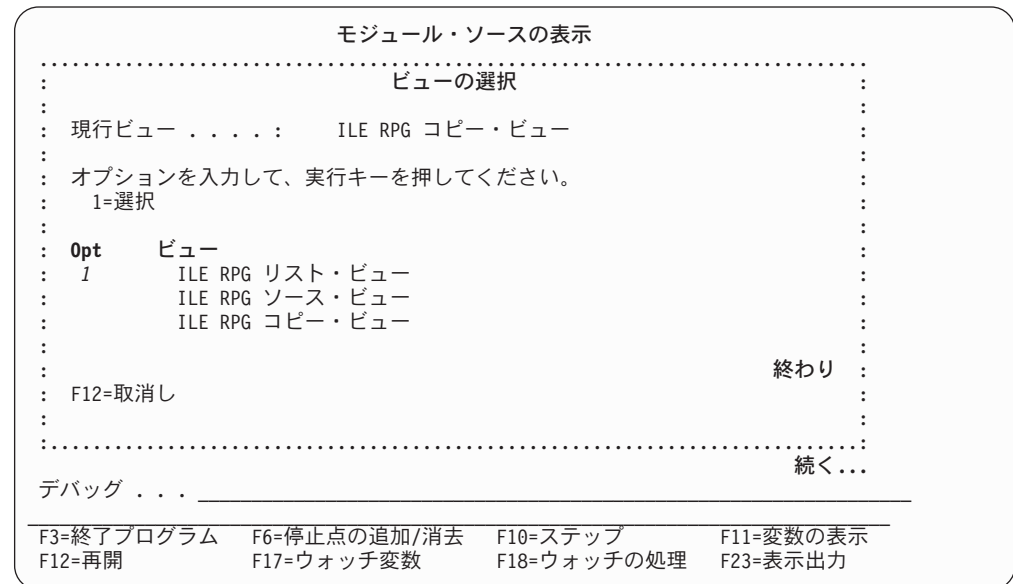 モジュール・ソースの表示
................................................................................
: ビューの選択 :
: :
: 現行ビュー . . . . : ILE RPG コピー・ビュー :
: :
: オプションを入力して、実行キーを押してください。 :
: 1=選択 :
: :
: Opt ビュー :
: 1 ILE RPG リスト・ビュー :
: ILE RPG ソース・ビュー :
: ILE RPG コピー・ビュー :
: :
: 終わり :
: F12=取消し :
: :
:..............................................................................:
続く...
デバッグ . . . ____________________________________________________________________
F3=終了プログラム F6=停止点の追加/消去 F10=ステップ F11=変数の表示
F12=再開 F17=ウォッチ変数 F18=ウォッチの処理 F23=表示出力